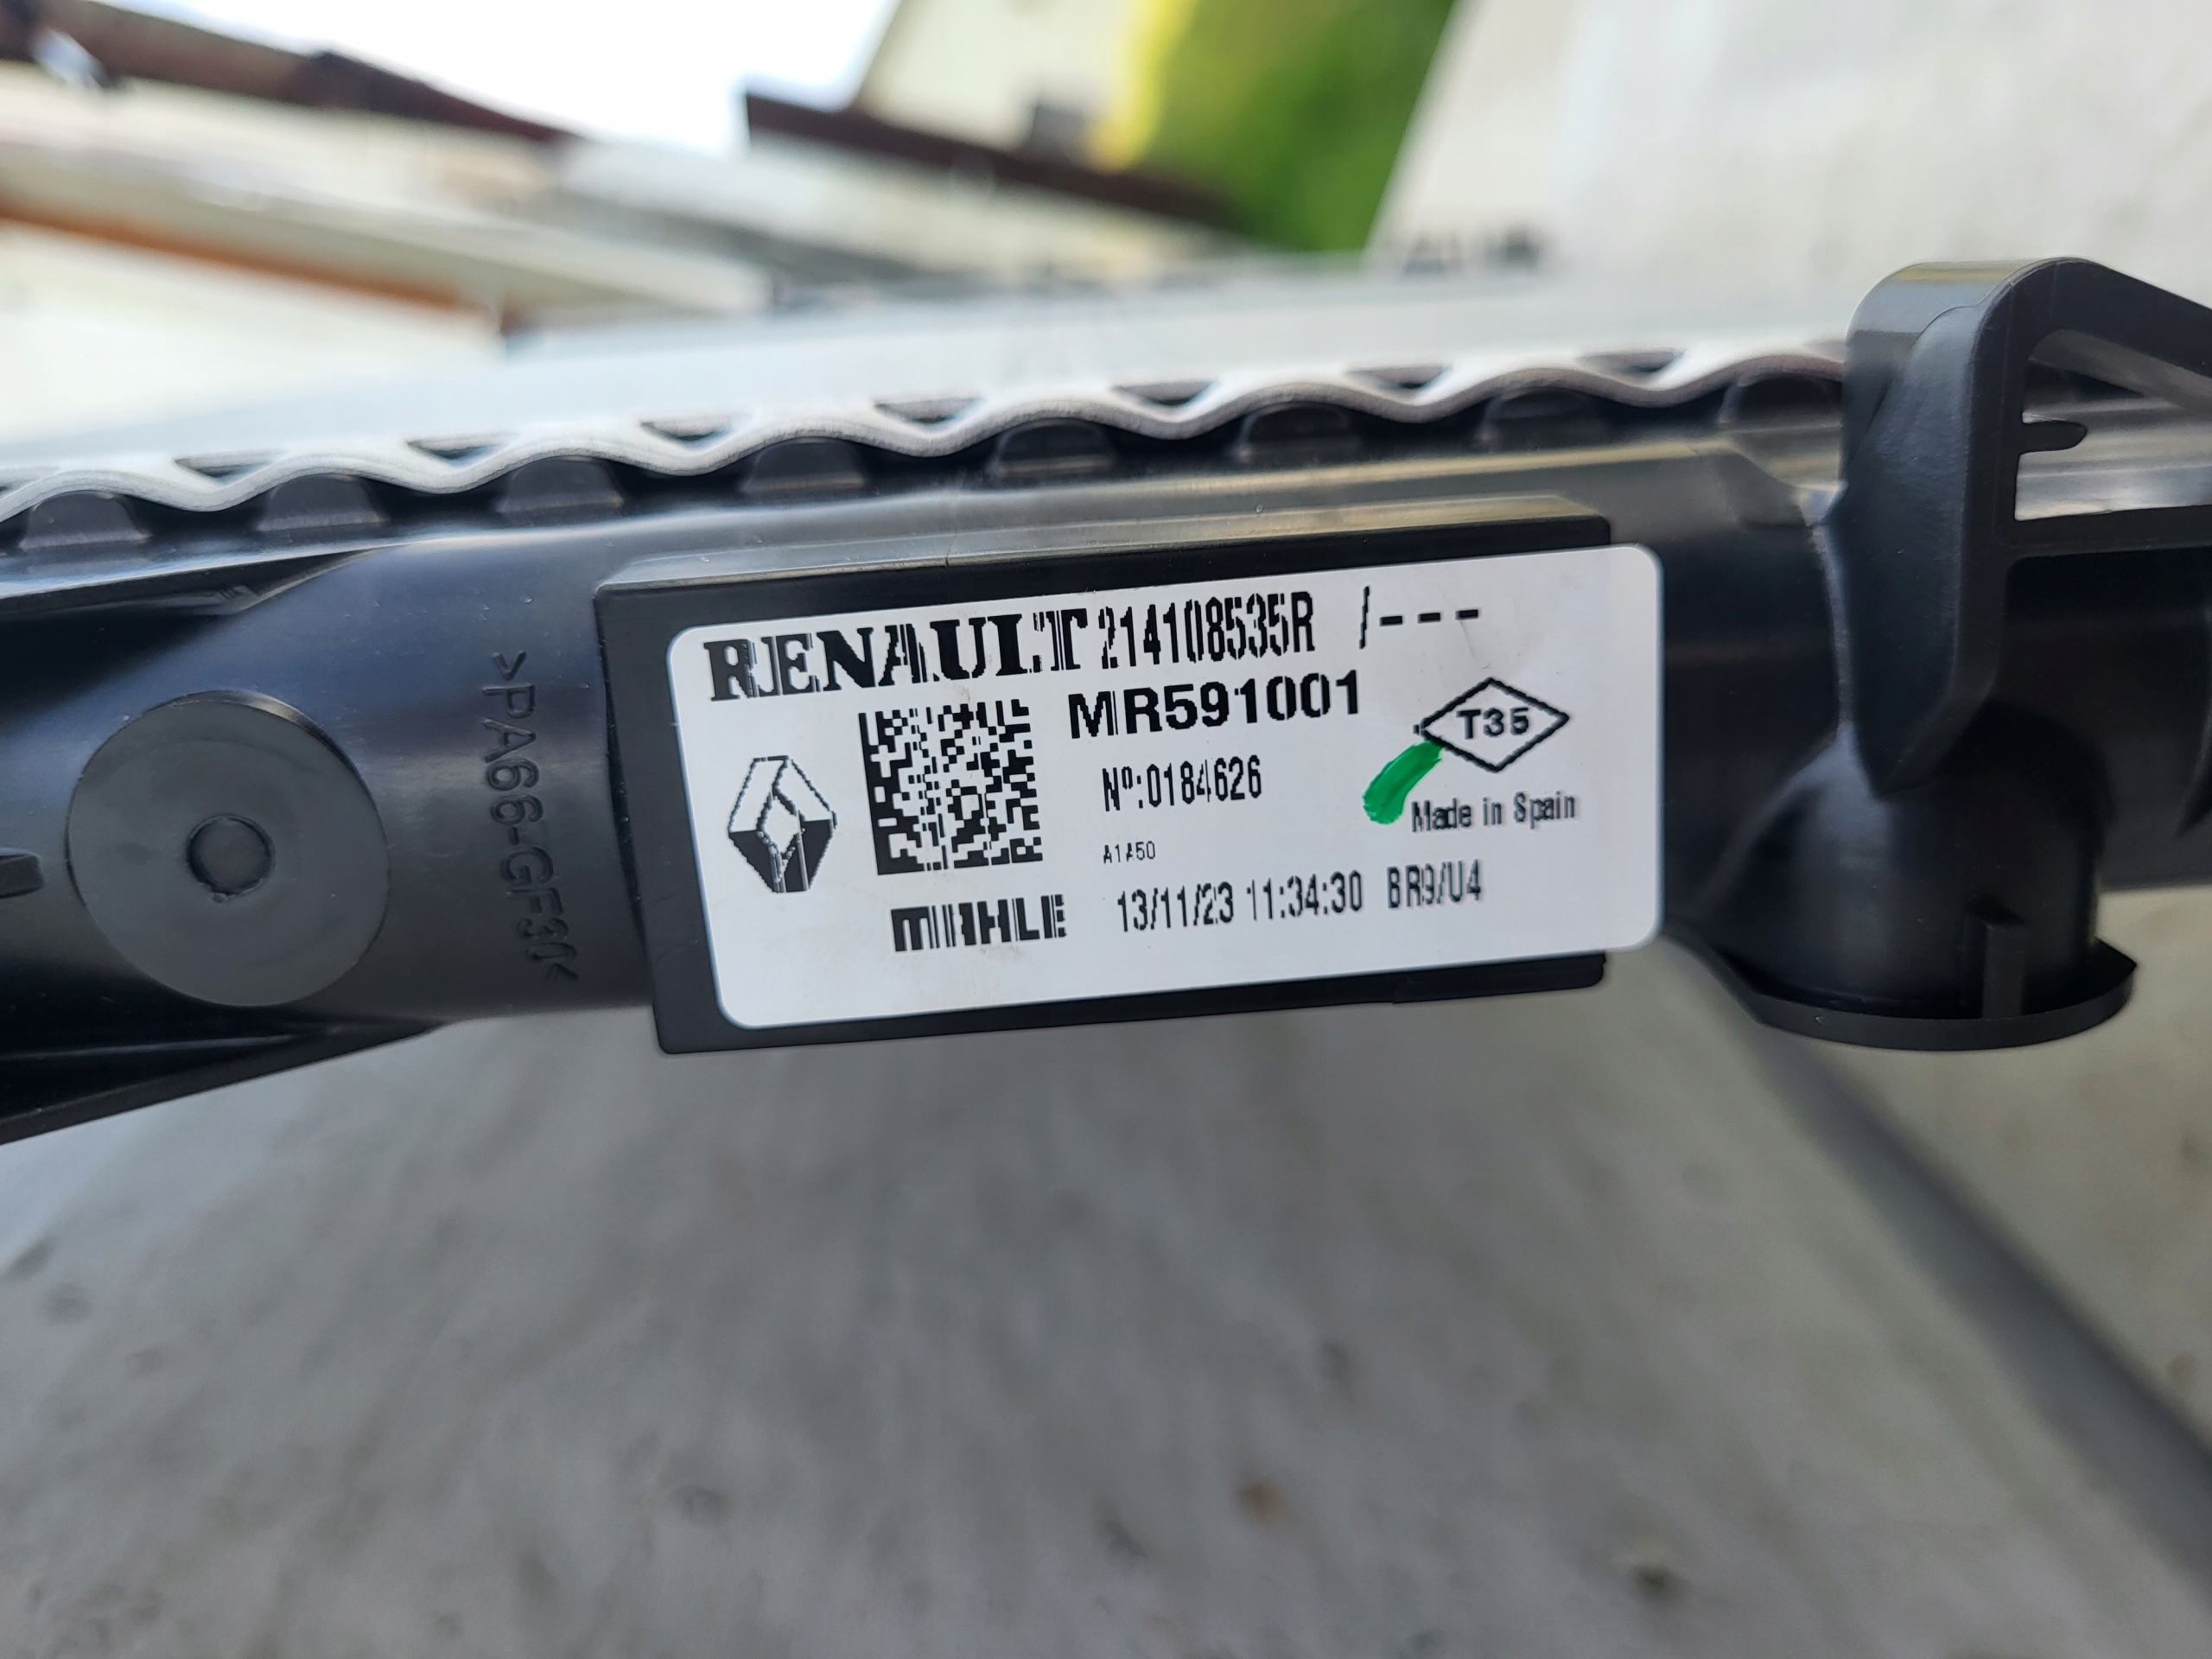 RENAULT 214108535R /---
MR591001
T35
Nº:0184626
Made in Spain
A1A50
MAHLE 13/11/23 11:34:30 BR9/U4
>PA66-GF30<